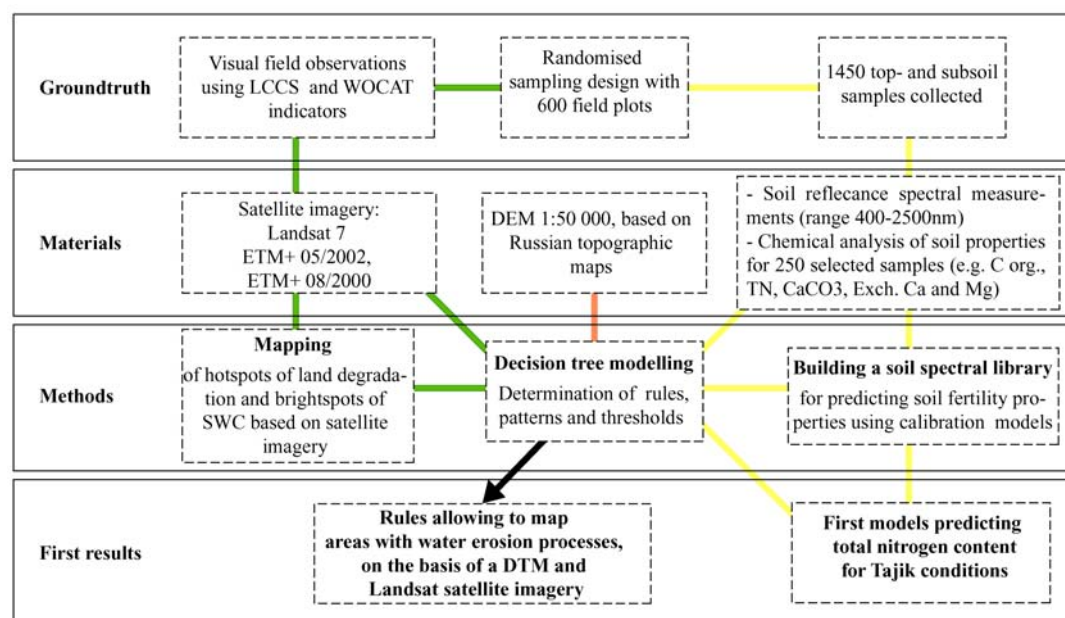 Groundtruth
Visual field observations
using LCCS and WOCAT
indicators
Randomised
sampling design with
600 field plots
1450 top- and subsoil
samples collected
Materials
Satellite imagery:
Landsat 7
ETM+ 05/2002,
ETM+ 08/2000
DEM 1:50 000, based on
Russian topographic
maps
- Soil reflecance spectral measure-
ments (range 400-2500nm)
- Chemical analysis of soil properties
for 250 selected samples (e.g. C org.,
TN, CaCO3, Exch. Ca and Mg)
Methods
Mapping
of hotspots of land degrada-
tion and brightspots of
SWC based on satellite
imagery
Decision tree modelling
Determination of rules,
patterns and thresholds
Building a soil spectral library
for predicting soil fertility pro-
perties using calibration models
First results
Rules allowing to map
areas with water erosion processes,
on the basis of a DTM and
Landsat satellite imagery
First models predicting
total nitrogen content
for Tajik conditions